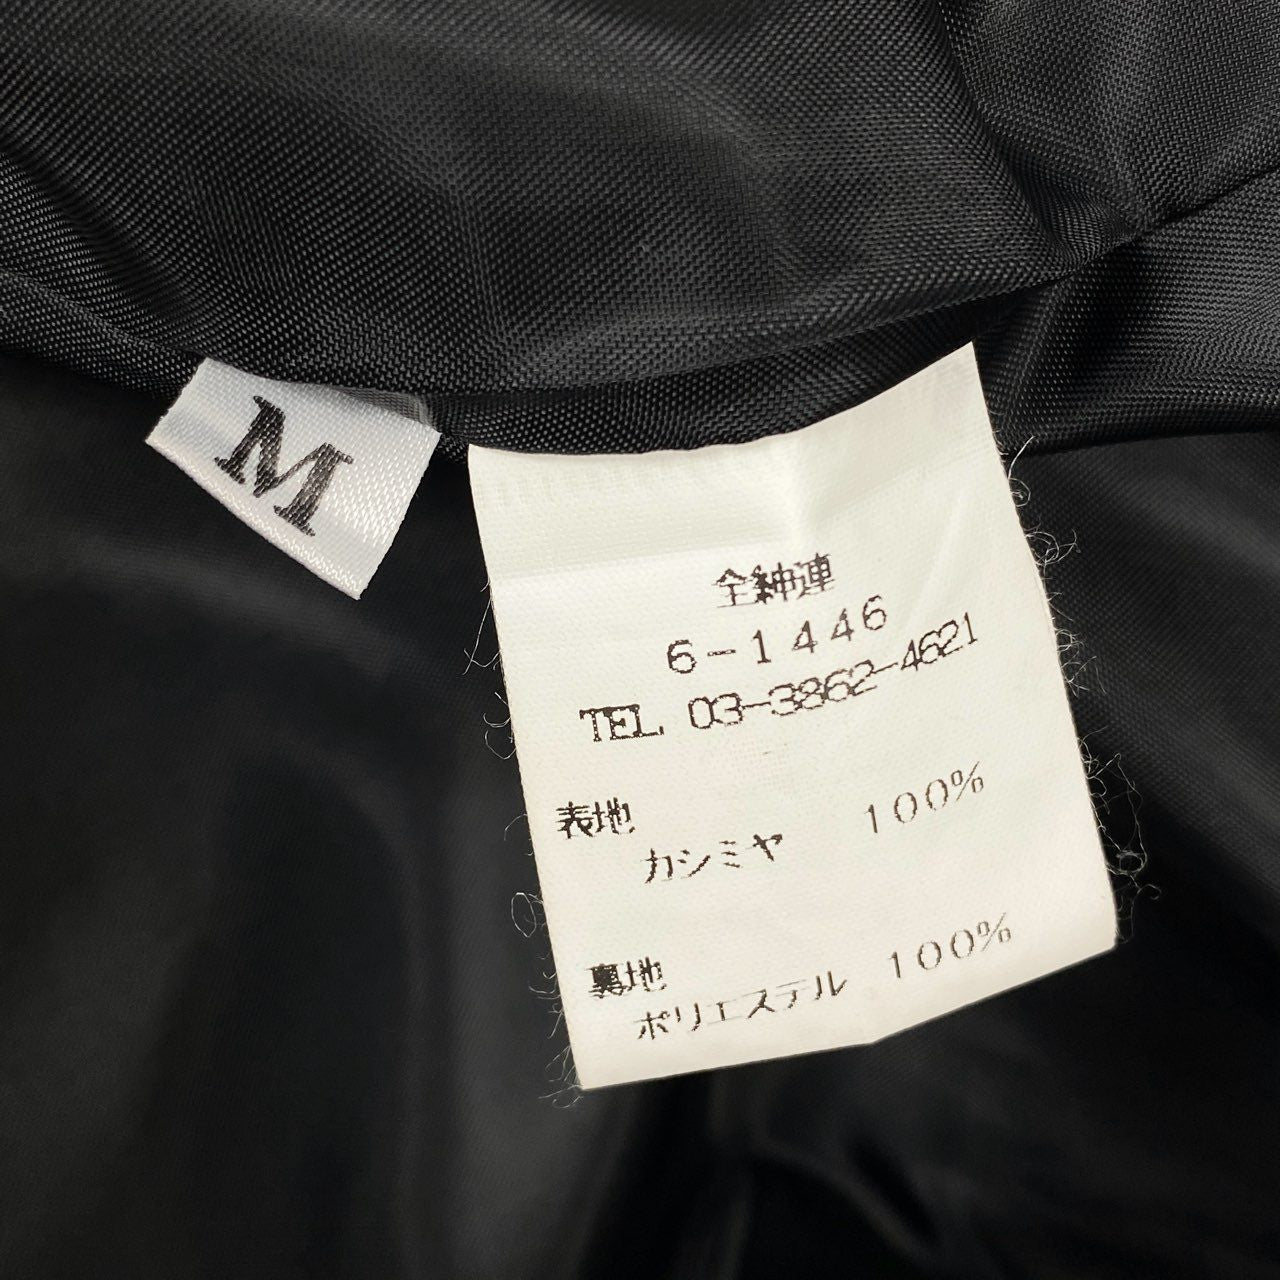 M
全紳連
6-1446
TEL. 03-3862-4621
表地
カシミヤ 100%
裏地
ポリエステル 100%